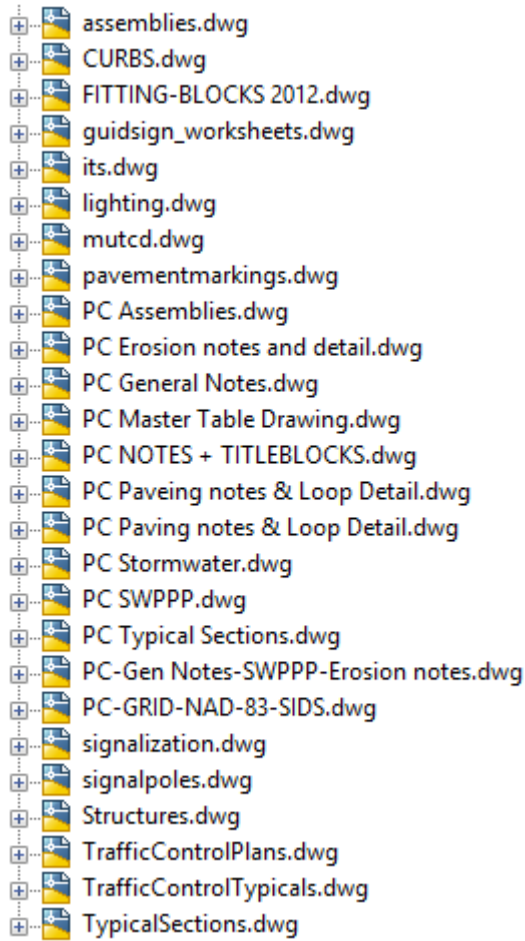 assemblies.dwg
CURBS.dwg
FITTING-BLOCKS 2012.dwg
guidsign_worksheets.dwg
its.dwg
lighting.dwg
mutcd.dwg
pavementmarkings.dwg
PC Assemblies.dwg
PC Erosion notes and detail.dwg
PC General Notes.dwg
PC Master Table Drawing.dwg
PC NOTES + TITLEBLOCKS.dwg
PC Paveing notes & Loop Detail.dwg
PC Paving notes & Loop Detail.dwg
PC Stormwater.dwg
PC SWPPP.dwg
PC Typical Sections.dwg
PC-Gen Notes-SWPPP-Erosion notes.dwg
PC-GRID-NAD-83-SIDS.dwg
signalization.dwg
signalpoles.dwg
Structures.dwg
TrafficControlPlans.dwg
TrafficControlTypicals.dwg
TypicalSections.dwg